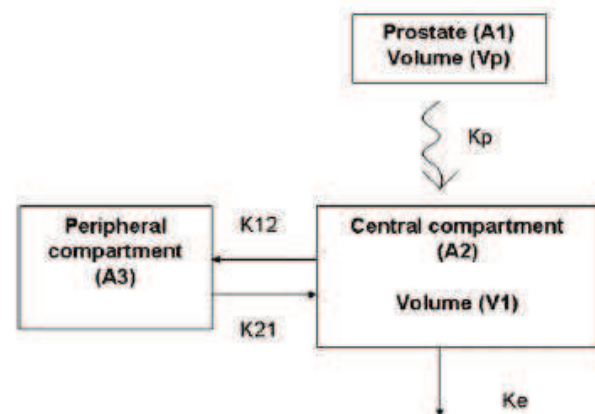 Prostate (A1)
Volume (Vp)
Kp
Peripheral
compartment
(A3)
K12
K21
Central compartment
(A2)
Volume (V1)
Ke